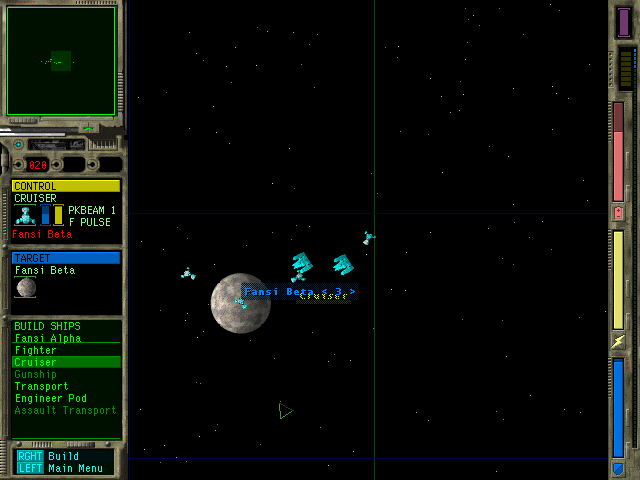 020
CONTROL
CRUISER
PKBEAM 1
F PULSE
Fansi Beta
TARGET
Fansi Beta
BUILD SHIPS
Fansi Alpha
Fighter
Cruiser
Gunship
Transport
Engineer Pod
Assault Transport
RGHT Build
LEFT Main Menu
Fansi Beta < 3 >
Cruiser